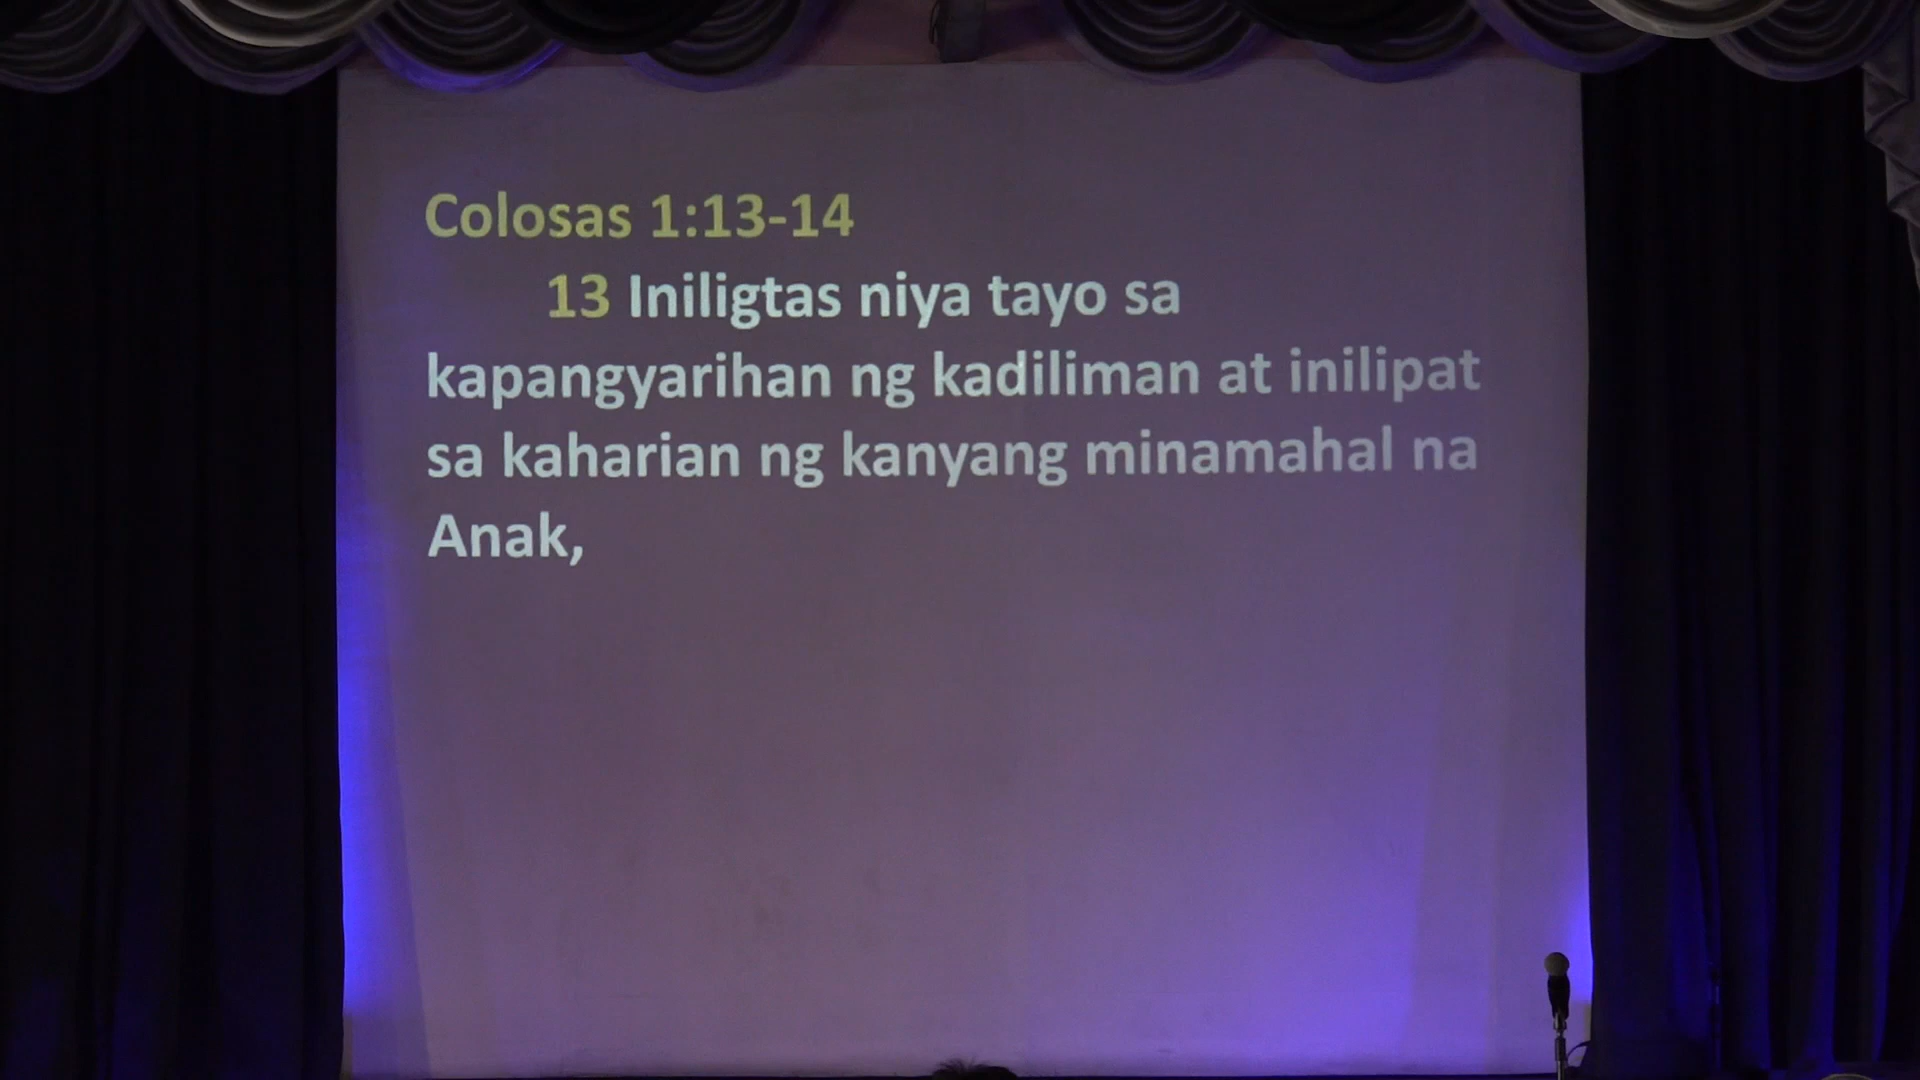 Colosas 1:13-14
13 Iniligtas niya tayo sa
kapangyarihan ng kadiliman at inilipat
sa kaharian ng kanyang minamahal na
Anak,